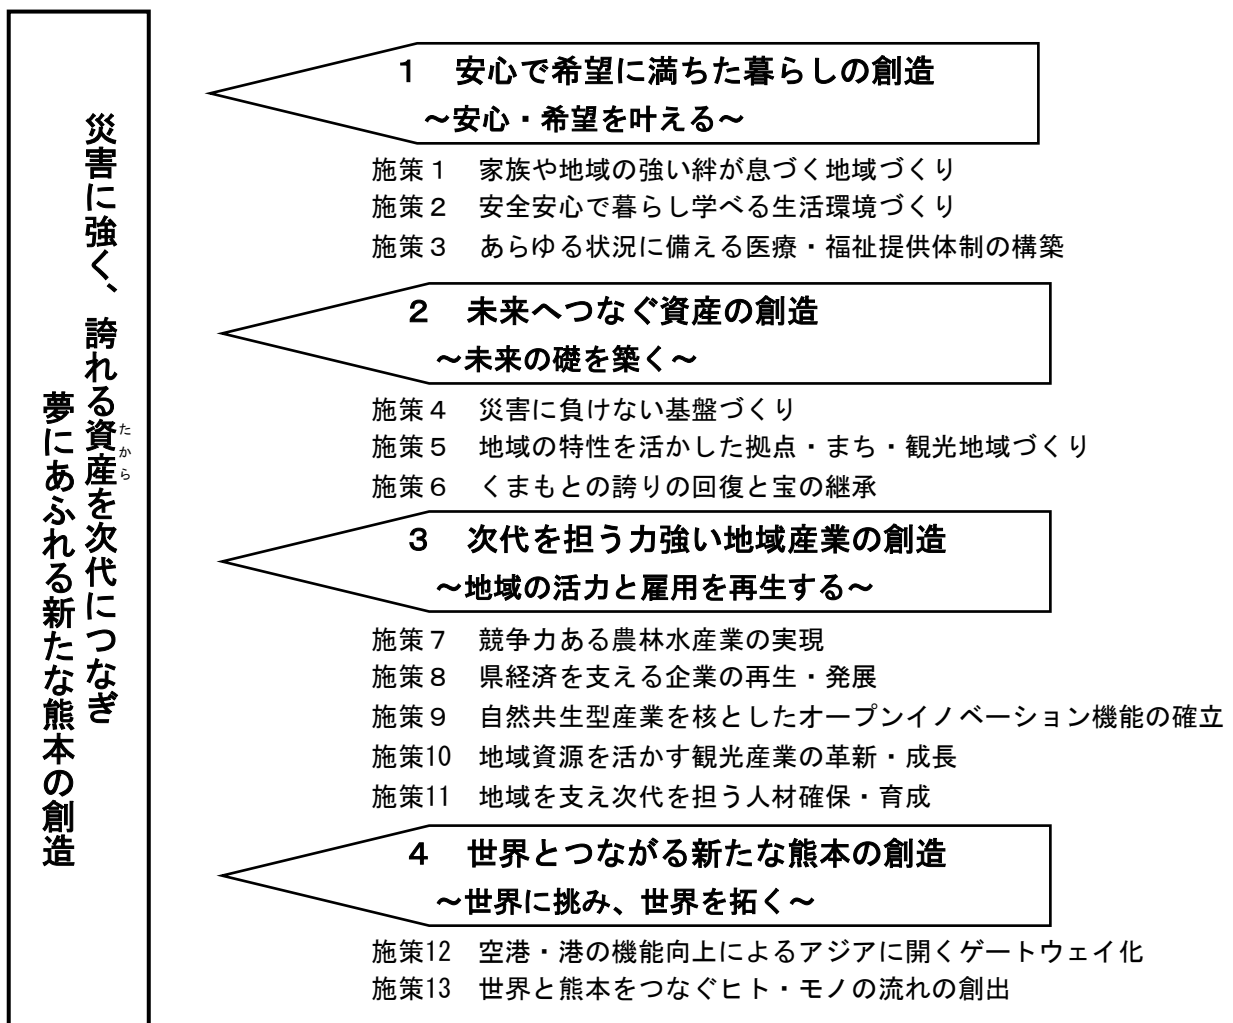 災害に強く、誇れる資産を次代につなぎ
たから
夢にあふれる新たな熊本の創造
1 安心で希望に満ちた暮らしの創造
～安心・希望を叶える～
施策１ 家族や地域の強い絆が息づく地域づくり
施策２ 安全安心で暮らし学べる生活環境づくり
施策３ あらゆる状況に備える医療・福祉提供体制の構築
２ 未来へつなぐ資産の創造
～未来の礎を築く～
施策４ 災害に負けない基盤づくり
施策５ 地域の特性を活かした拠点・まち・観光地域づくり
施策６ くまもとの誇りの回復と宝の継承
３ 次代を担う力強い地域産業の創造
～地域の活力と雇用を再生する～
施策７ 競争力ある農林水産業の実現
施策８ 県経済を支える企業の再生・発展
施策９ 自然共生型産業を核としたオープンイノベーション機能の確立
施策10 地域資源を活かす観光産業の革新・成長
施策11 地域を支え次代を担う人材確保・育成
４ 世界とつながる新たな熊本の創造
～世界に挑み、世界を拓く～
施策12 空港・港の機能向上によるアジアに開くゲートウェイ化
施策13 世界と熊本をつなぐヒト・モノの流れの創出